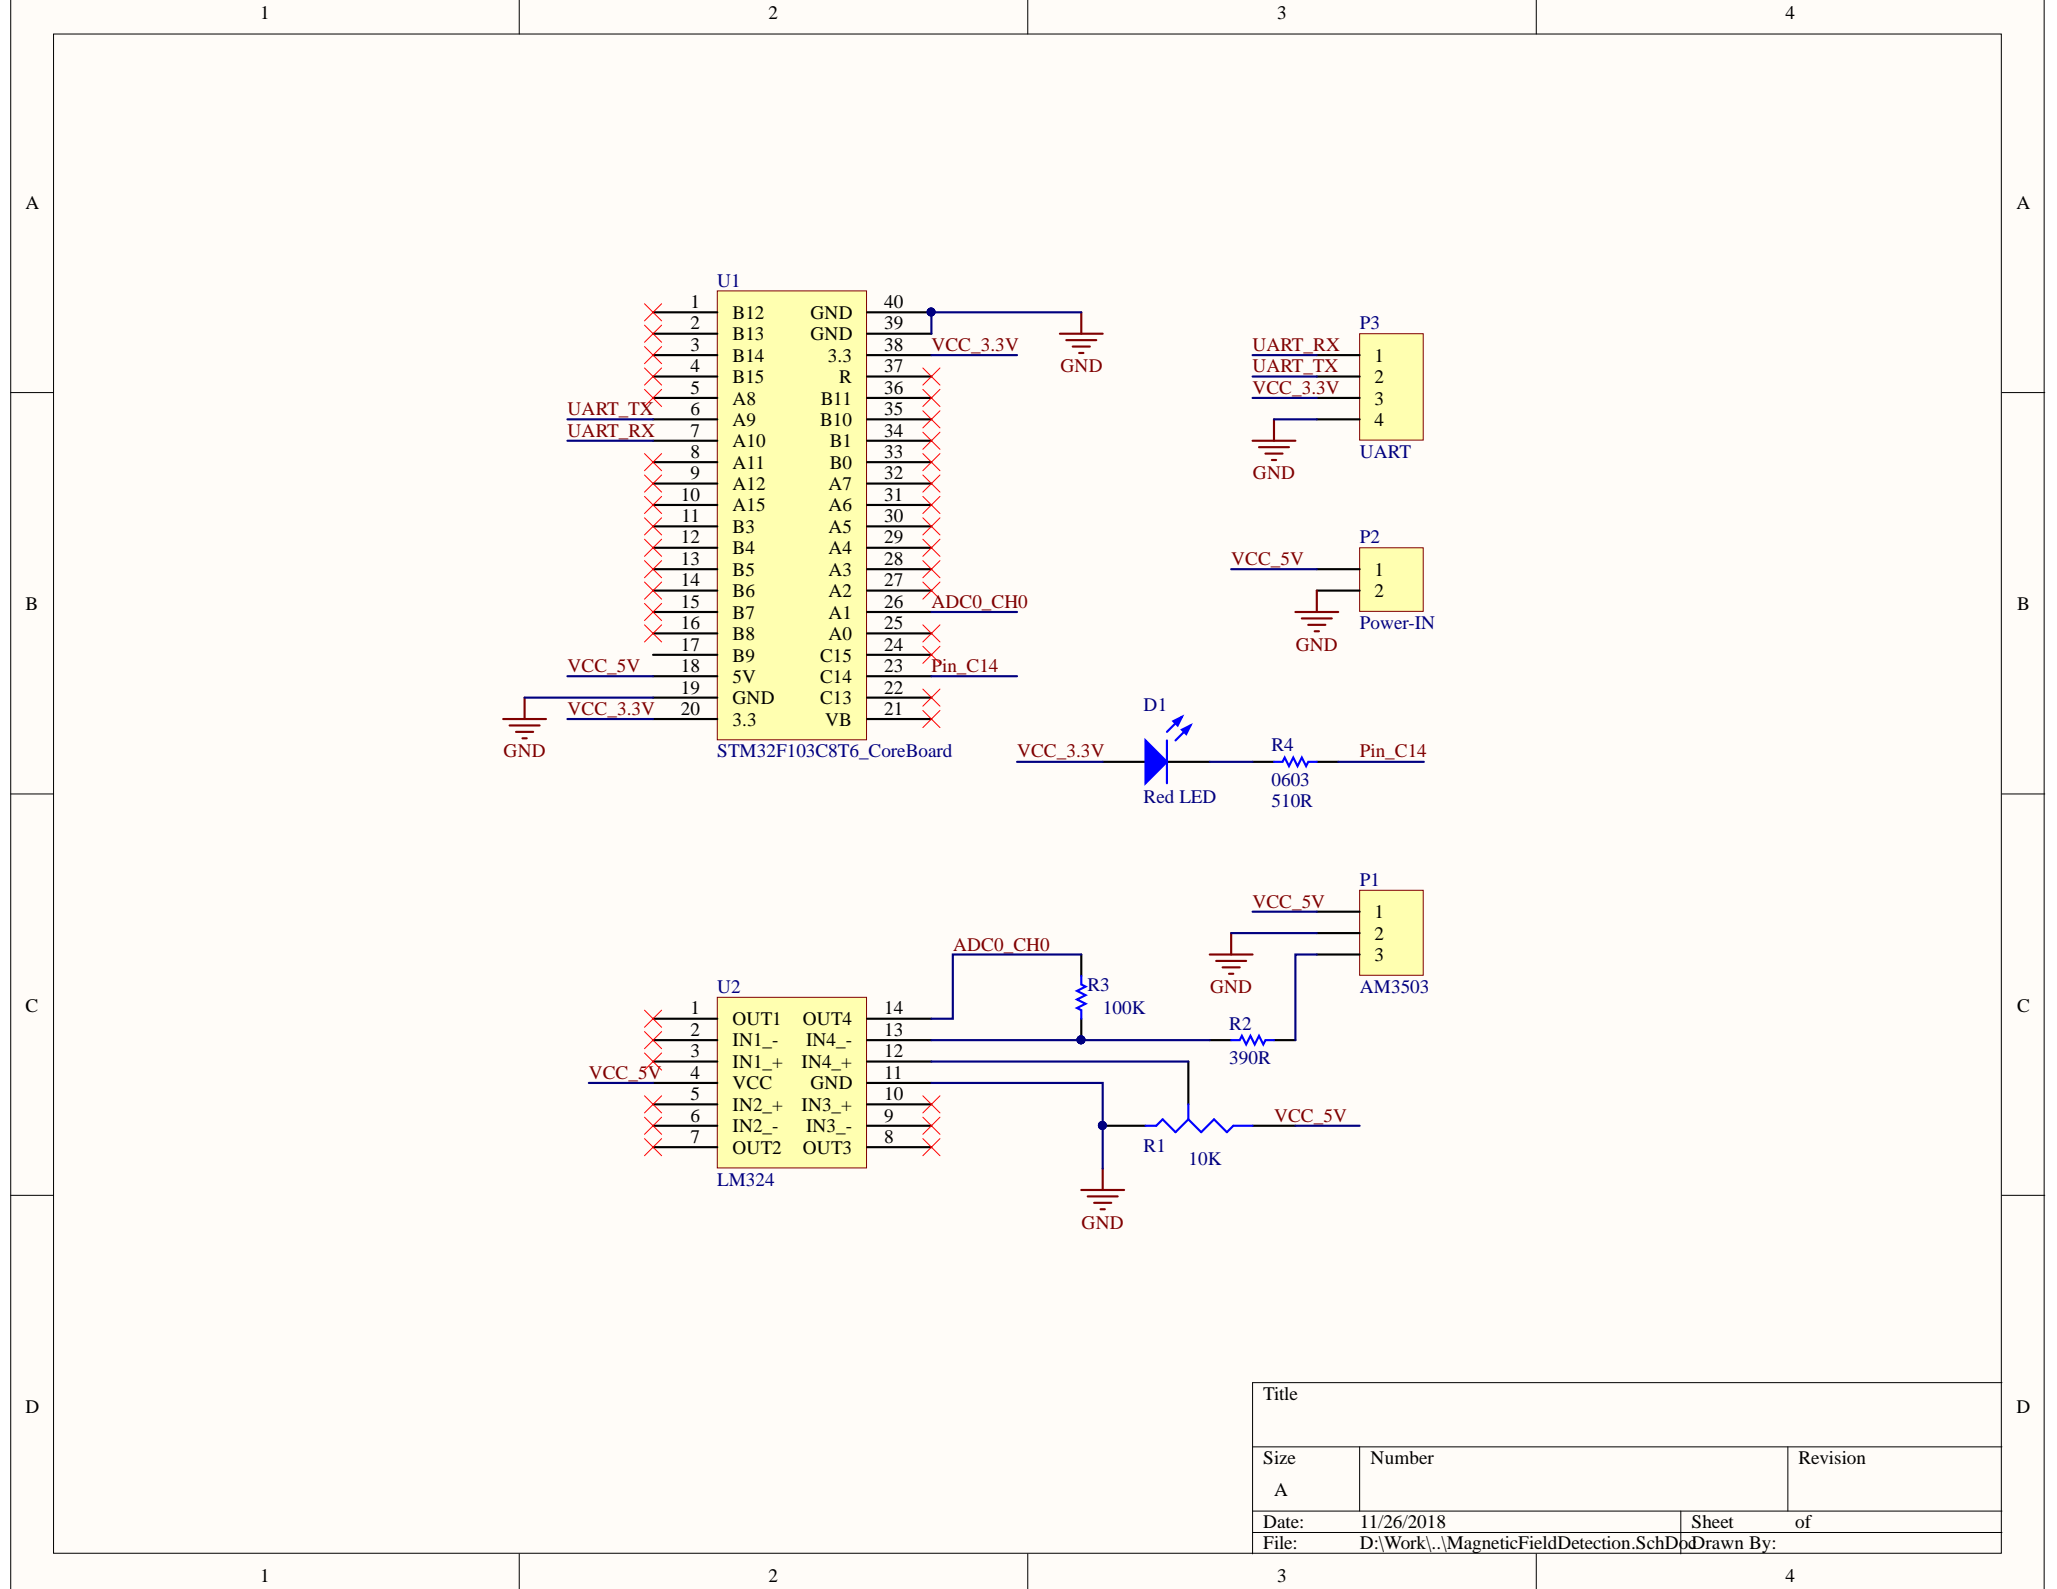 1 2 3 4
A A
B B
C C
D D
U1
1 B12 GND 40
2 B13 GND 39
3 B14 3.3 38 VCC_3.3V
4 B15 R 37
5 A8 B11 36
UART_TX 6 A9 B10 35
UART_RX 7 A10 B1 34
8 A11 B0 33
9 A12 A7 32
10 A15 A6 31
11 B3 A5 30
12 B4 A4 29
13 B5 A3 28
14 B6 A2 27
15 B7 A1 26 ADC0_CH0
16 B8 A0 25
17 B9 C15 24
VCC_5V 18 5V C14 23 Pin_C14
19 GND C13 22
VCC_3.3V 20 3.3 VB 21
GND
GND
STM32F103C8T6_CoreBoard
P3
UART_RX 1
UART_TX 2
VCC_3.3V 3
4
GND
UART
P2
VCC_5V 1
2
GND
Power-IN
D1
VCC_3.3V
Red LED
R4
0603
510R
Pin_C14
P1
VCC_5V 1
2
3
GND
AM3503
ADC0_CH0
R3
100K
R2
390R
U2
1 OUT1 OUT4 14
2 IN1_- IN4_- 13
3 IN1_+ IN4_+ 12
VCC_5V 4 VCC GND 11
5 IN2_+ IN3_+ 10
6 IN2_- IN3_- 9
7 OUT2 OUT3 8
LM324
R1
10K
VCC_5V
GND
Title
Size Number Revision
A
Date: 11/26/2018 Sheet of
File: D:\Work\..\MagneticFieldDetection.SchDoc Drawn By:
1 2 3 4